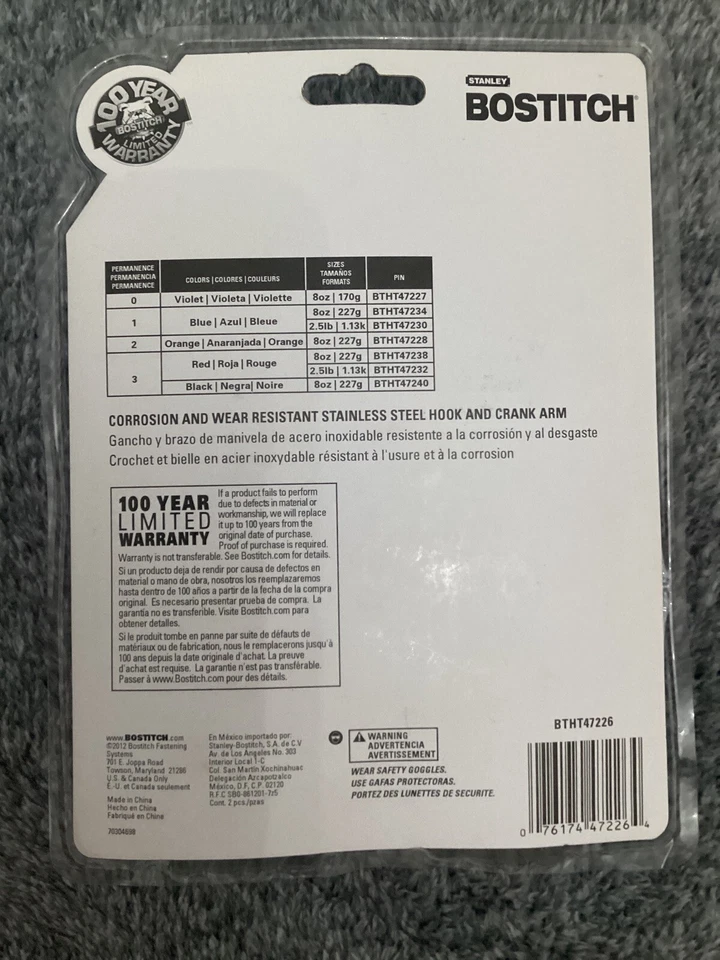 100 YEAR
BOSTITCH
LIMITED
WARRANTY
STANLEY
BOSTITCH
PERMANENCE
PERMANENCIA
PERMANENCE
COLORS | COLORES | COULEURS
SIZES
TAMAÑOS
FORMATS
PIN
0 Violet | Violeta | Violette 8oz | 170g BTHT47227
1 Blue | Azul | Bleue 8oz | 227g BTHT47234
2.5lb | 1.13k BTHT47230
2 Orange | Anaranjada | Orange 8oz | 227g BTHT47228
3 Red | Roja | Rouge 8oz | 227g BTHT47238
2.5lb | 1.13k BTHT47232
Black | Negra | Noire 8oz | 227g BTHT47240
CORROSION AND WEAR RESISTANT STAINLESS STEEL HOOK AND CRANK ARM
Gancho y brazo de manivela de acero inoxidable resistente a la corrosión y al desgaste
Crochet et bielle en acier inoxydable résistant à l'usure et à la corrosion
100 YEAR
LIMITED
WARRANTY
If a product fails to perform
due to defects in material or
workmanship, we will replace
it up to 100 years from the
original date of purchase.
Proof of purchase is required.
Warranty is not transferable. See Bostitch.com for details.
Si un producto deja de rendir por causa de defectos en
material o mano de obra, nosotros los reemplazaremos
hasta dentro de 100 años a partir de la fecha de la compra
original. Es necesario presentar prueba de compra. La
garantía no es transferible. Visite Bostitch.com para
obtener detalles.
Si le produit tombe en panne par suite de défauts de
matériaux ou de fabrication, nous le remplacerons jusqu'à
100 ans depuis la date originale d'achat. La preuve
d'achat est requise. La garantie n'est pas transférable.
Passer à www.Bostitch.com pour des détails.
www.BOSTITCH.com
©2012 Bostitch Fastening
Systems
701 E. Joppa Road
Towson, Maryland 21286
U.S. & Canada Only
É.-U. et Canada seulement
Made in China
Hecho en China
Fabriqué en China
70304698
En México importado por:
Stanley-Bostitch, S.A. de C.V
Av. de Los Angeles No. 303
Interior Local 1-C
Col. San Martin Xochinahuac
Delegación Azcapotzalco
México, D.F, C.P. 02120
R.F.C SBO-861201-7z5
Cont. 2 pcs./pzas
WARNING
ADVERTENCIA
AVERTISSEMENT
WEAR SAFETY GOGGLES.
USE GAFAS PROTECTORAS.
PORTEZ DES LUNETTES DE SECURITE.
BTHT47226
0 76174 47226 4